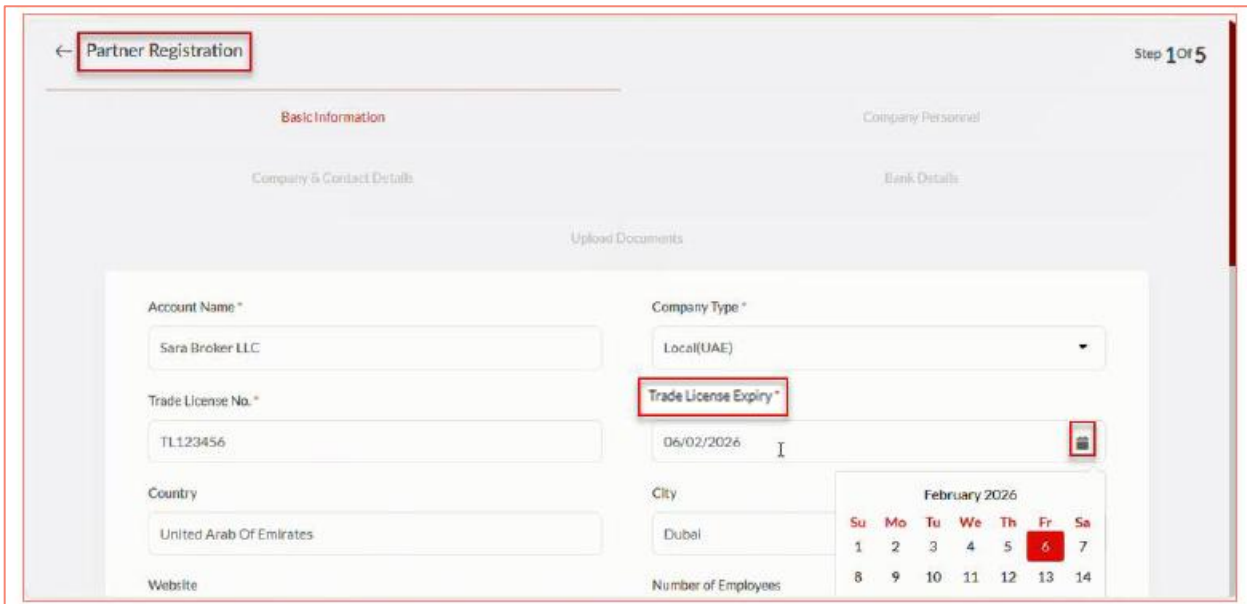 ← Partner Registration
Step 1 Of 5
Basic Information
Company Personnel
Company & Contact Details
Bank Details
Upload Documents
Account Name *
Company Type *
Sara Broker LLC
Local(UAE)
Trade License No. *
Trade License Expiry *
TL123456
06/02/2026
Country
City
United Arab Of Emirates
Dubai
February 2026
Su Mo Tu We Th Fr Sa
1 2 3 4 5 6 7
8 9 10 11 12 13 14
Website
Number of Employees